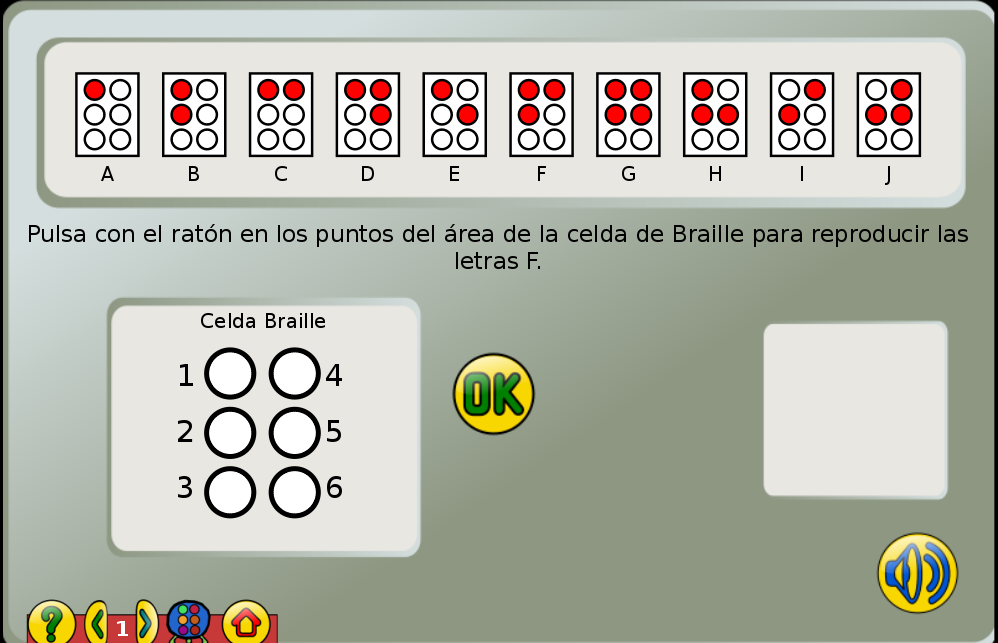 A B C D E F G H I J
Pulsa con el ratón en los puntos del área de la celda de Braille para reproducir las
letras F.
Celda Braille
1 4
2 5
3 6
OK
? 1